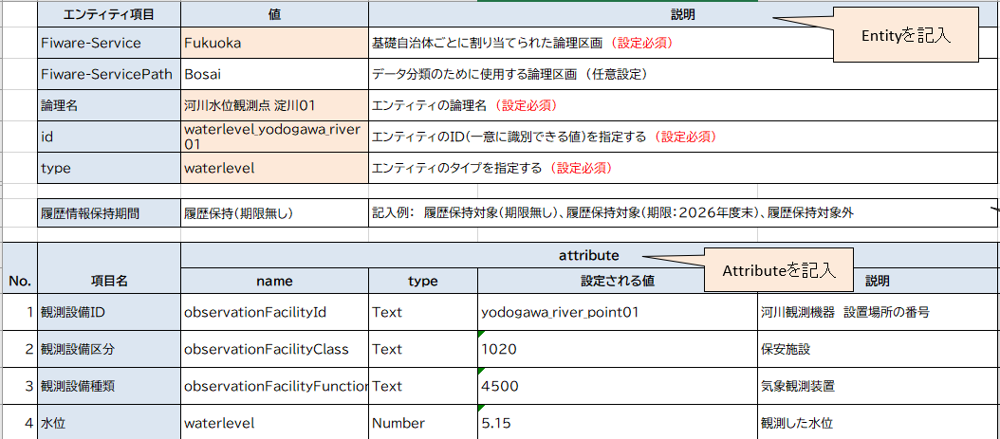 エンティティ項目 値 説明
Entityを記入
Fiware-Service Fukuoka 基礎自治体ごとに割り当てられた論理区画（設定必須）
Fiware-ServicePath Bosai データ分類のために使用する論理区画（任意設定）
論理名 河川水位観測点 淀川01 エンティティの論理名（設定必須）
id waterlevel_yodogawa_river エンティティのID（一意に識別できる値）を指定する（設定必須）
01
type waterlevel エンティティのタイプを指定する（設定必須）
履歴情報保持期間 履歴保持（期限無し） 記入例： 履歴保持対象（期限無し）、履歴保持対象（期限：2026年度末）、履歴保持対象外
attribute
Attributeを記入
No. 項目名 name type 設定される値 説明
1 観測設備ID observationFacilityId Text yodogawa_river_point01 河川観測機器 設置場所の番号
2 観測設備区分 observationFacilityClass Text 1020 保安施設
3 観測設備種類 observationFacilityFunction Text 4500 気象観測装置
4 水位 waterlevel Number 5.15 観測した水位